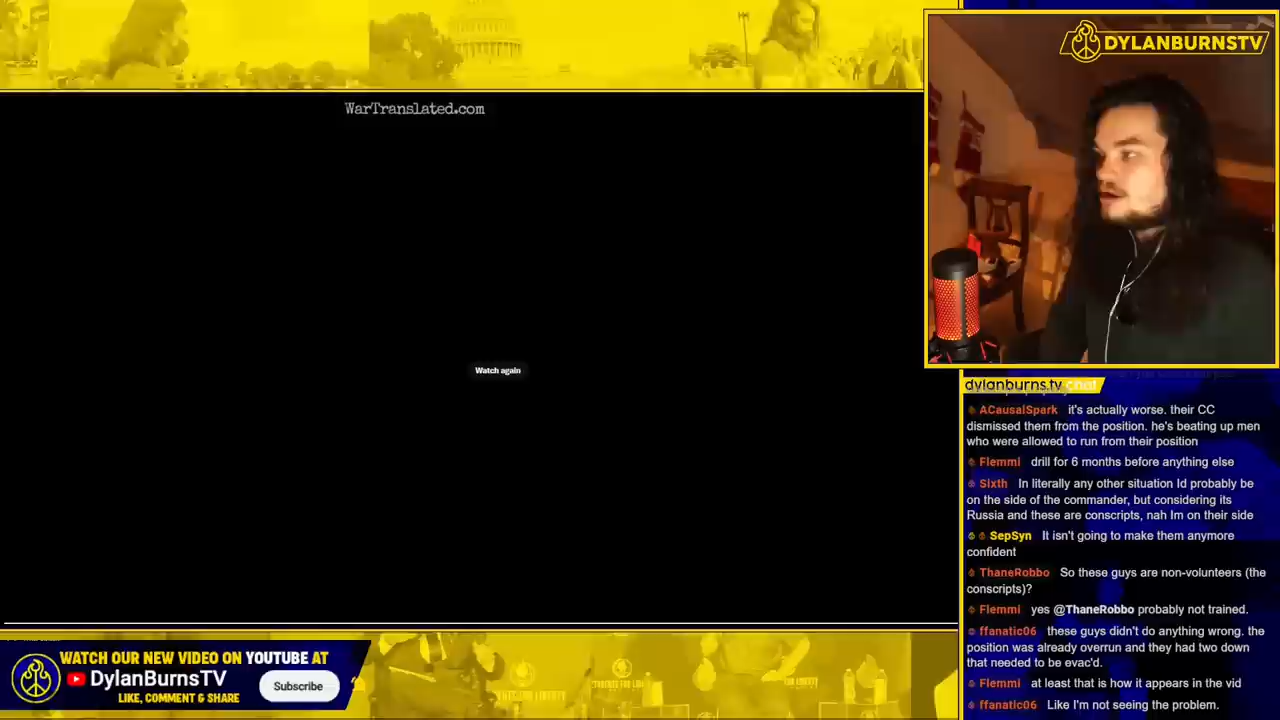 DYLANBURNSTV
WarTranslated.com
Watch again
dylanburns.tv chat
ACausalSpark it's actually worse. their CC
dismissed them from the position. he's beating up men
who were allowed to run from their position
Flemmi drill for 6 months before anything else
Sixth In literally any other situation Id probably be
on the side of the commander, but considering its
Russia and these are conscripts, nah Im on their side
SepSyn It isn't going to make them anymore
confident
ThaneRobbo So these guys are non-volunteers (the
conscripts)?
Flemmi yes @ThaneRobbo probably not trained.
ffanatic06 these guys didn't do anything wrong. the
position was already overrun and they had two down
that needed to be evac'd.
Flemmi at least that is how it appears in the vid
ffanatic06 Like I'm not seeing the problem.
WATCH OUR NEW VIDEO ON YOUTUBE AT
DylanBurnsTV
LIKE, COMMENT & SHARE
Subscribe